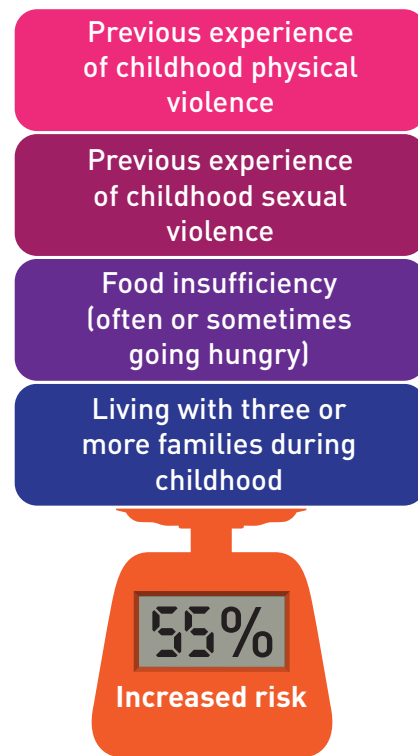 Previous experience
of childhood physical
violence
Previous experience
of childhood sexual
violence
Food insufficiency
(often or sometimes
going hungry)
Living with three or
more families during
childhood
55%
Increased risk